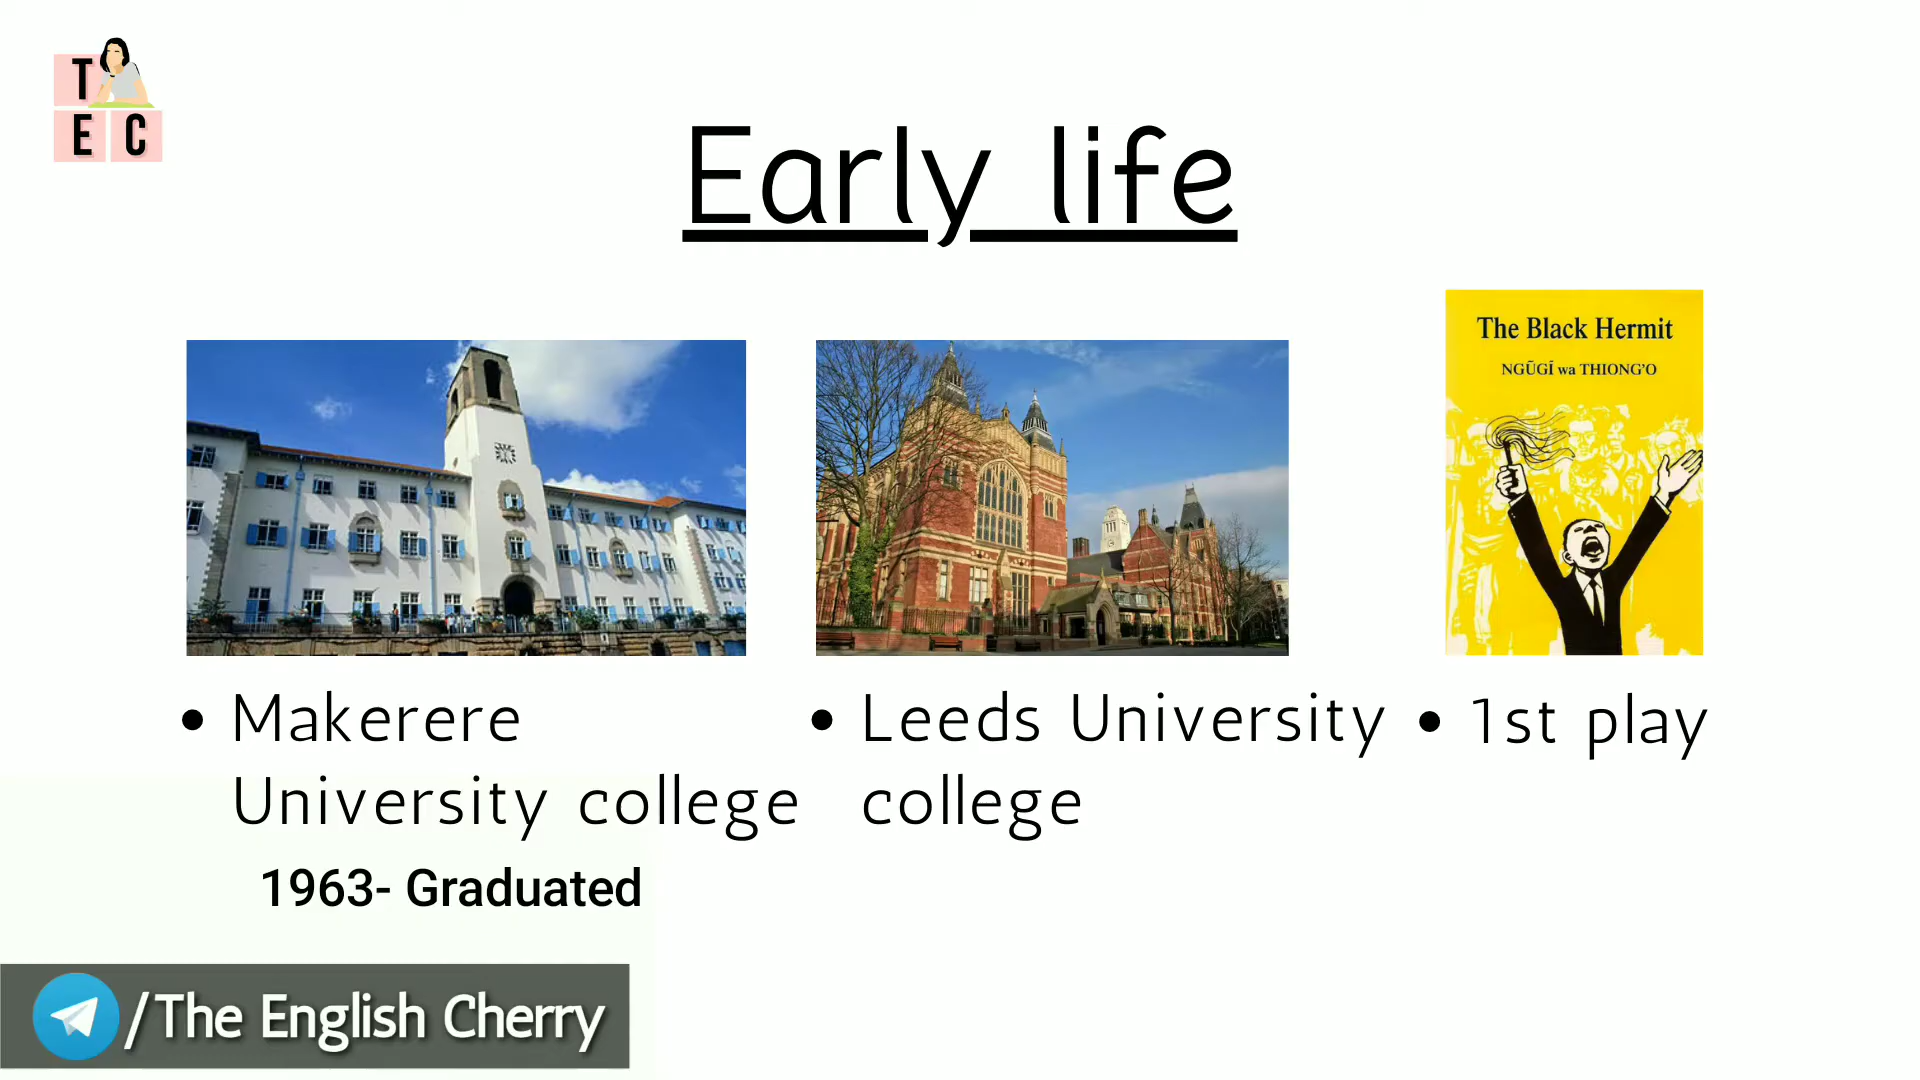 T
E C
Early life
The Black Hermit
NGŨGĨ wa THIONG'O
• Makerere
University college
1963- Graduated
• Leeds University
college
• 1st play
/The English Cherry